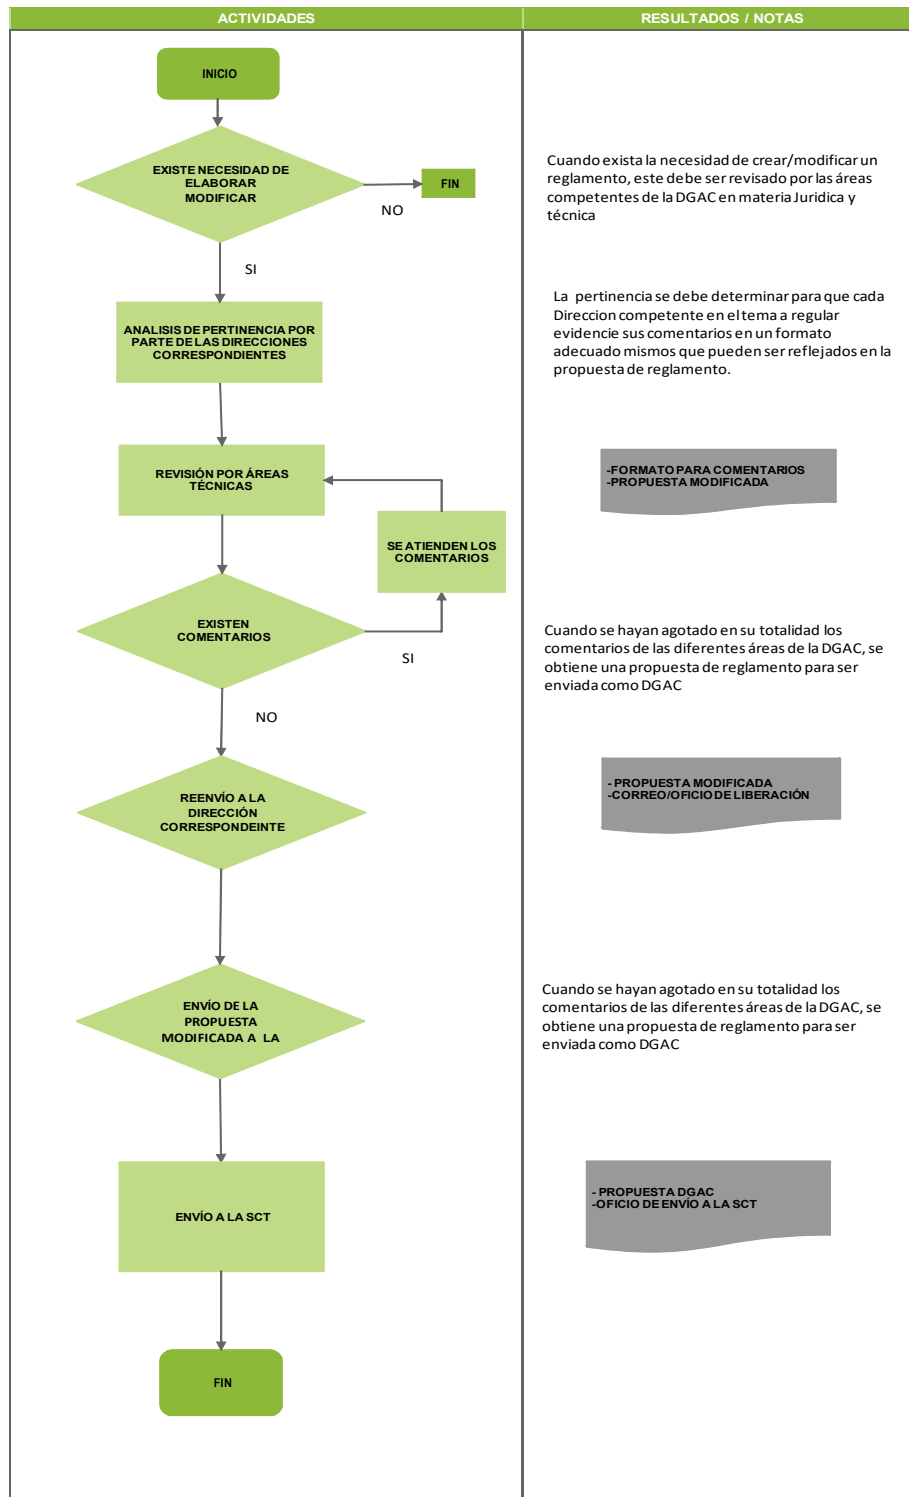 ACTIVIDADES
RESULTADOS / NOTAS
INICIO
EXISTE NECESIDAD DE
ELABORAR
MODIFICAR
FIN
NO
SI
Cuando exista la necesidad de crear/modificar un
reglamento, este debe ser revisado por las áreas
competentes de la DGAC en materia Juridica y
técnica
ANALISIS DE PERTINENCIA POR
PARTE DE LAS DIRECCIONES
CORRESPONDIENTES
La pertinencia se debe determinar para que cada
Direccion competente en el tema a regular
evidencie sus comentarios en un formato
adecuado mismos que pueden ser reflejados en la
propuesta de reglamento.
REVISIÓN POR ÁREAS
TÉCNICAS
-FORMATO PARA COMENTARIOS
-PROPUESTA MODIFICADA
SE ATIENDEN LOS
COMENTARIOS
EXISTEN
COMENTARIOS
SI
NO
Cuando se hayan agotado en su totalidad los
comentarios de las diferentes áreas de la DGAC, se
obtiene una propuesta de reglamento para ser
enviada como DGAC
REENVÍO A LA
DIRECCIÓN
CORRESPONDEINTE
- PROPUESTA MODIFICADA
-CORREO/OFICIO DE LIBERACIÓN
ENVÍO DE LA
PROPUESTA
MODIFICADA A LA
Cuando se hayan agotado en su totalidad los
comentarios de las diferentes áreas de la DGAC, se
obtiene una propuesta de reglamento para ser
enviada como DGAC
ENVÍO A LA SCT
- PROPUESTA DGAC
-OFICIO DE ENVÍO A LA SCT
FIN